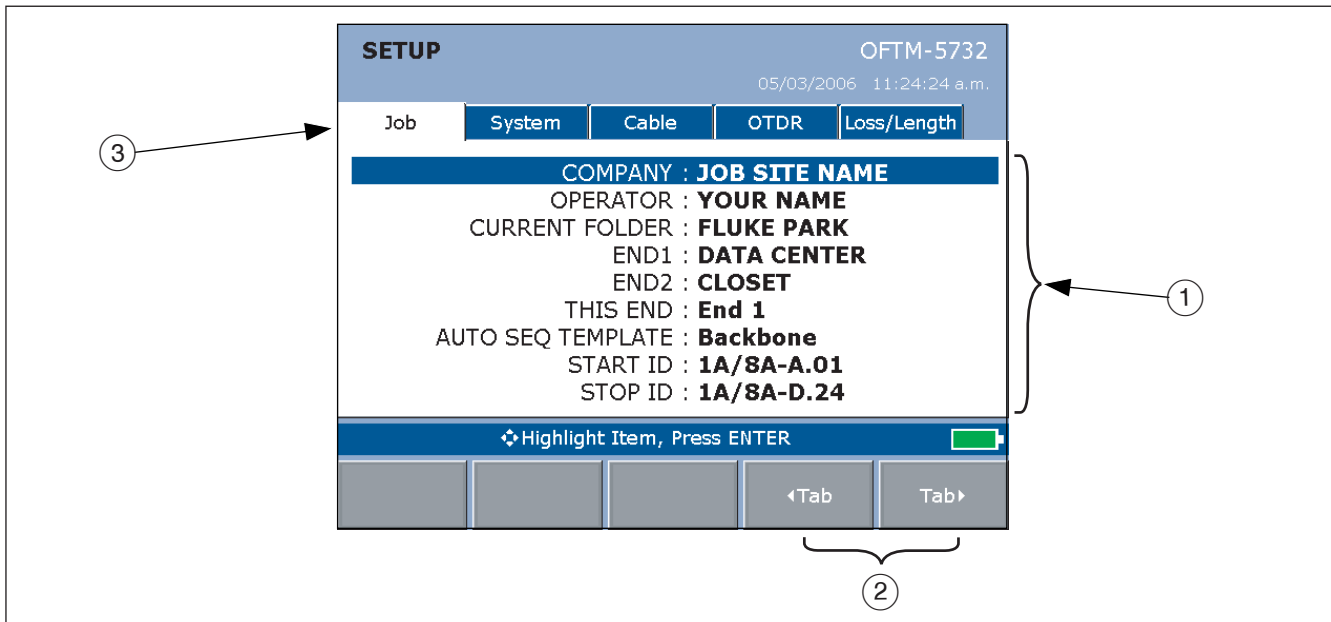 SETUP
OFTM-5732
05/03/2006 11:24:24 a.m.
Job System Cable OTDR Loss/Length
COMPANY : JOB SITE NAME
OPERATOR : YOUR NAME
CURRENT FOLDER : FLUKE PARK
END1 : DATA CENTER
END2 : CLOSET
THIS END : End 1
AUTO SEQ TEMPLATE : Backbone
START ID : 1A/8A-A.01
STOP ID : 1A/8A-D.24
Highlight Item, Press ENTER
Tab Tab
3
1
2